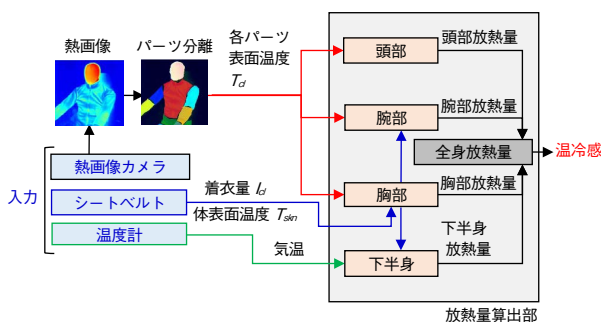 熱画像
パーツ分離
各パーツ
表面温度
T_cl
熱画像カメラ
シートベルト
温度計
入力
着衣量 I_cl
体表面温度 T_skn
気温
頭部
腕部
胸部
下半身
頭部放熱量
腕部放熱量
全身放熱量
胸部放熱量
下半身
放熱量
温冷感
放熱量算出部